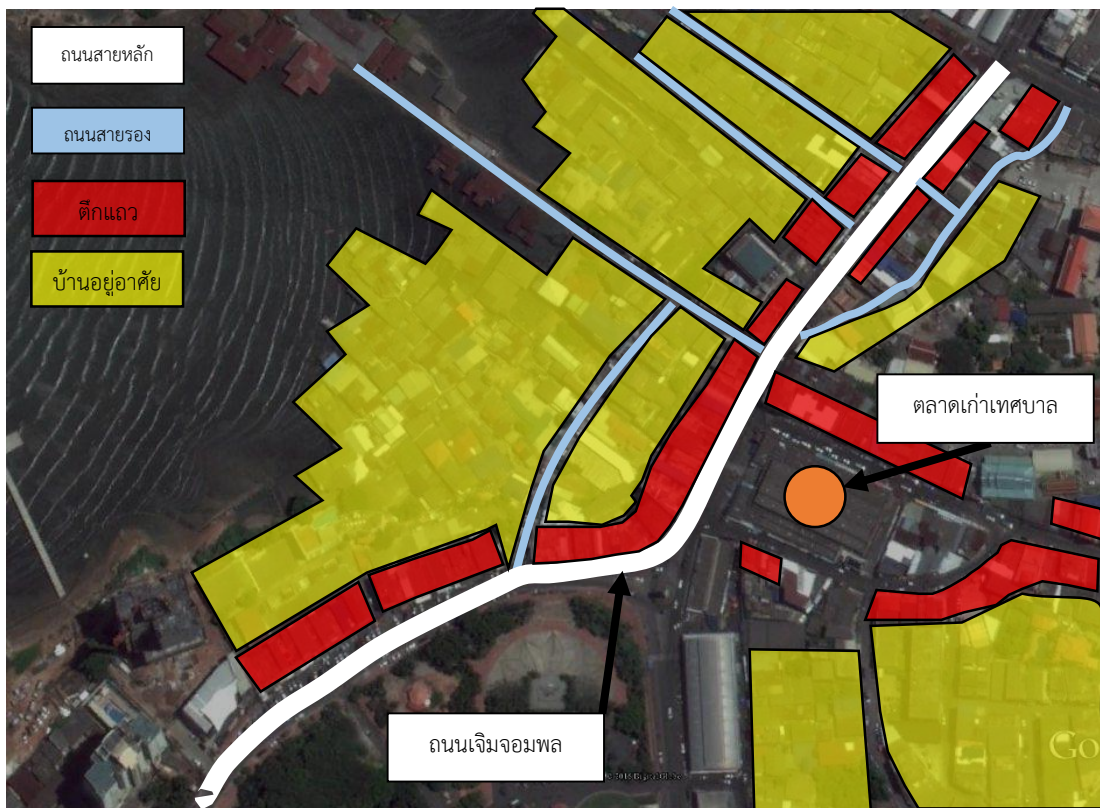 ถนนสายหลัก
ถนนสายรอง
ตึกแถว
บ้านอยู่อาศัย
ตลาดเก่าเทศบาล
ถนนเจิมจอมพล
Go